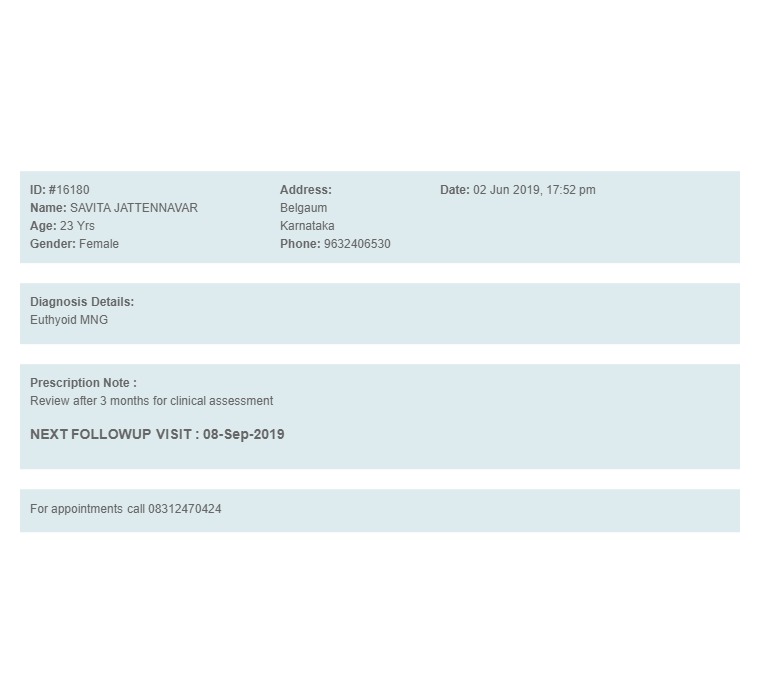 ID: #16180
Name: SAVITA JATTENNAVAR
Age: 23 Yrs
Gender: Female
Address:
Belgaum
Karnataka
Phone: 9632406530
Date: 02 Jun 2019, 17:52 pm
Diagnosis Details:
Euthyoid MNG
Prescription Note :
Review after 3 months for clinical assessment
NEXT FOLLOWUP VISIT : 08-Sep-2019
For appointments call 08312470424